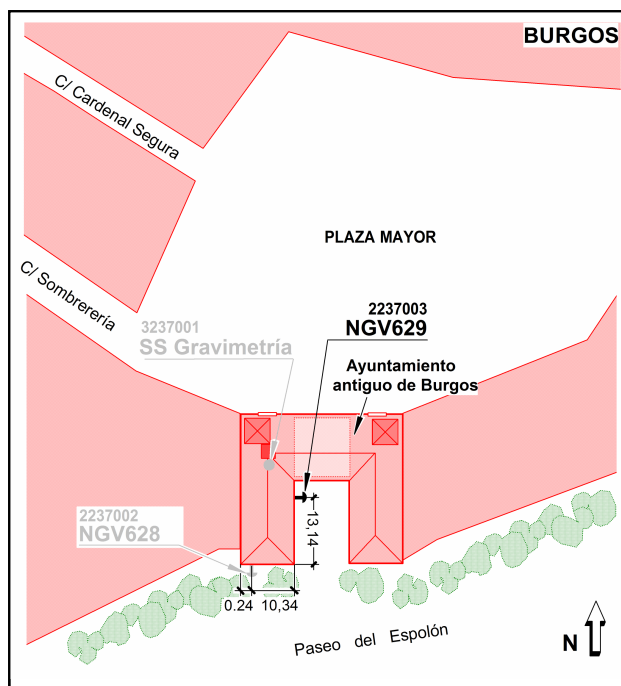 BURGOS
C/ Cardenal Segura
PLAZA MAYOR
C/ Sombrerería
2237003
NGV629
3237001
SS Gravimetría
Ayuntamiento
antiguo de Burgos
13,14
2237002
NGV628
0.24
10,34
Paseo del Espolón
N